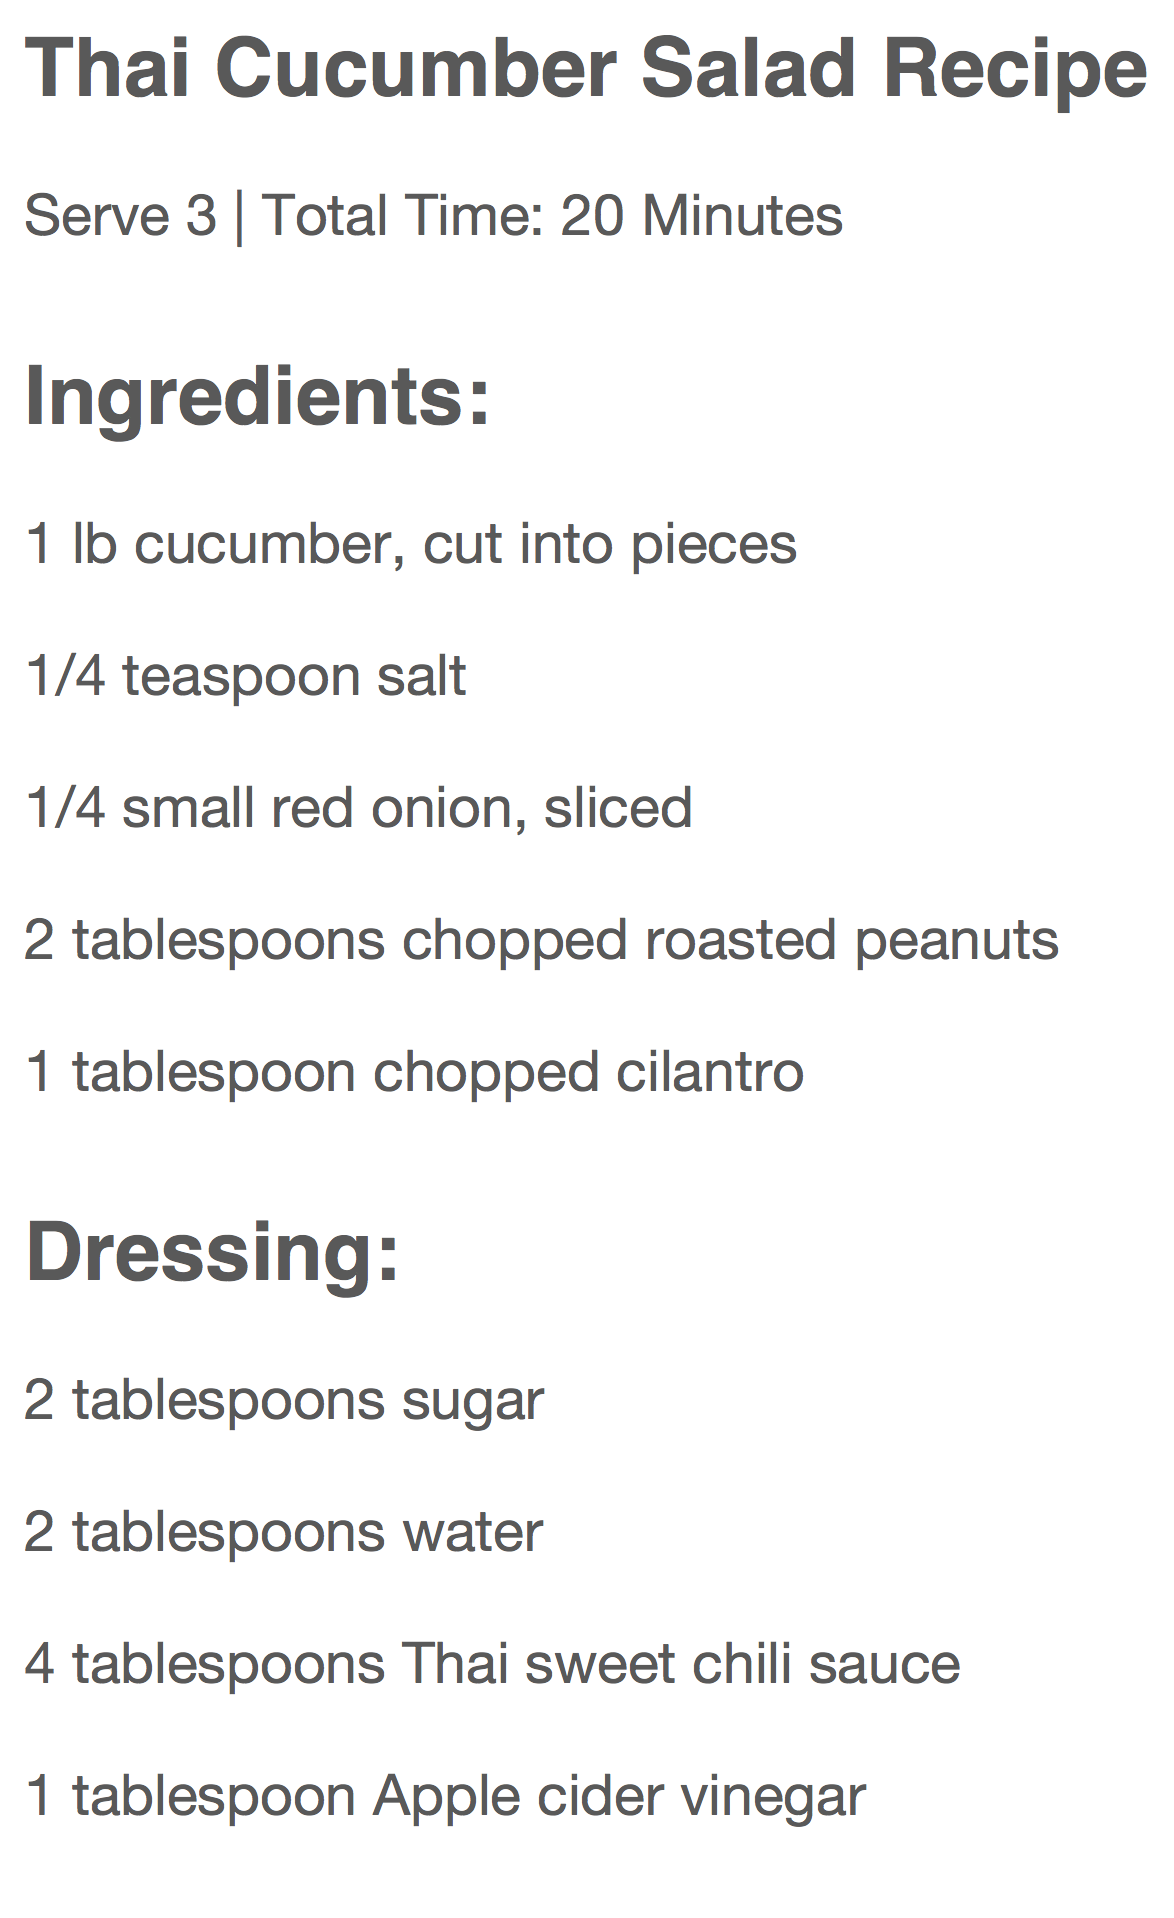 Thai Cucumber Salad Recipe
Serve 3 | Total Time: 20 Minutes
Ingredients:
1 lb cucumber, cut into pieces
1/4 teaspoon salt
1/4 small red onion, sliced
2 tablespoons chopped roasted peanuts
1 tablespoon chopped cilantro
Dressing:
2 tablespoons sugar
2 tablespoons water
4 tablespoons Thai sweet chili sauce
1 tablespoon Apple cider vinegar